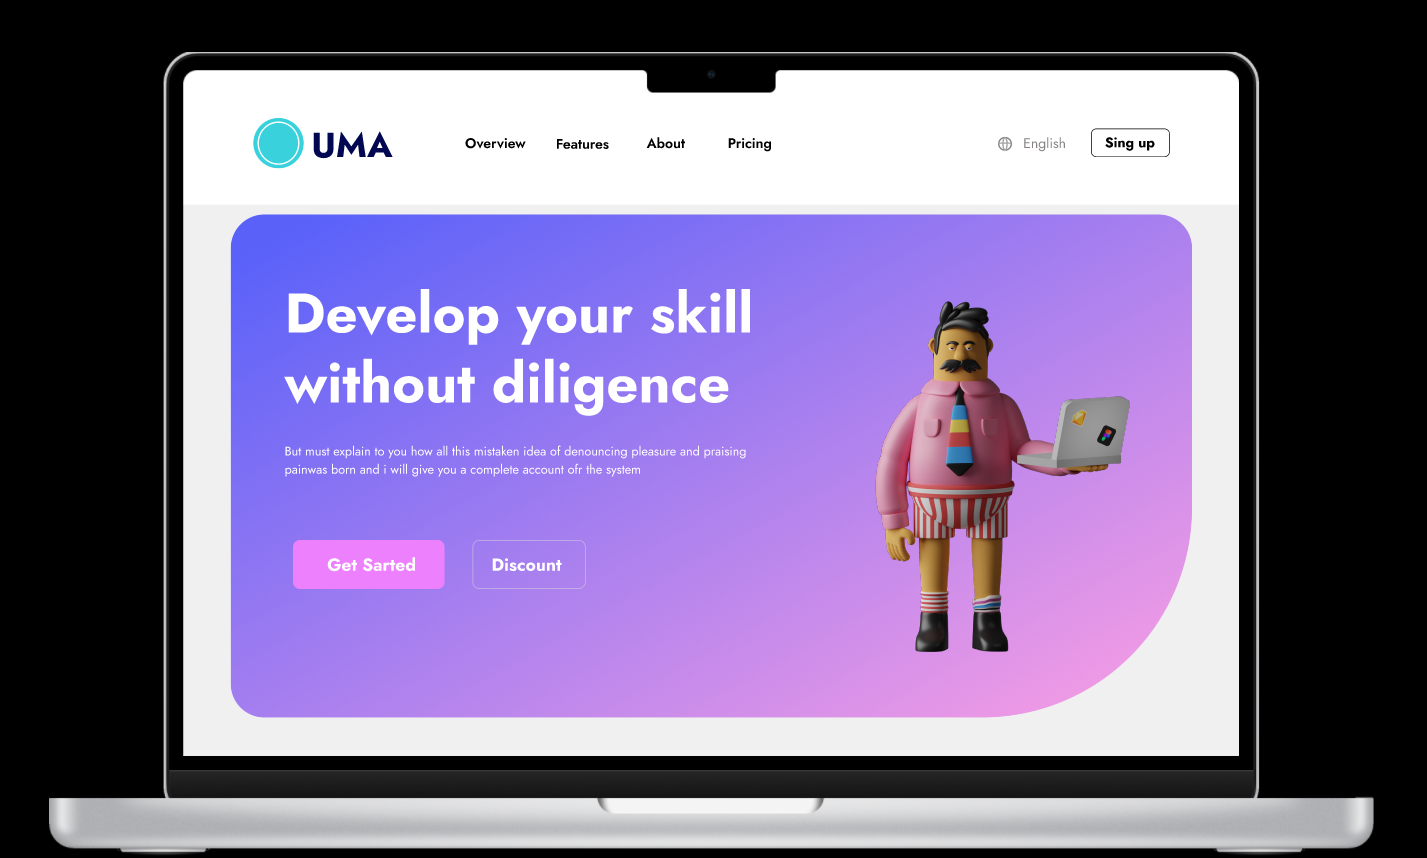 UMA
Overview
Features
About
Pricing
English
Sing up
Develop your skill
without diligence
But must explain to you how all this mistaken idea of denouncing pleasure and praising
painwas born and i will give you a complete account ofr the system
Get Sarted
Discount